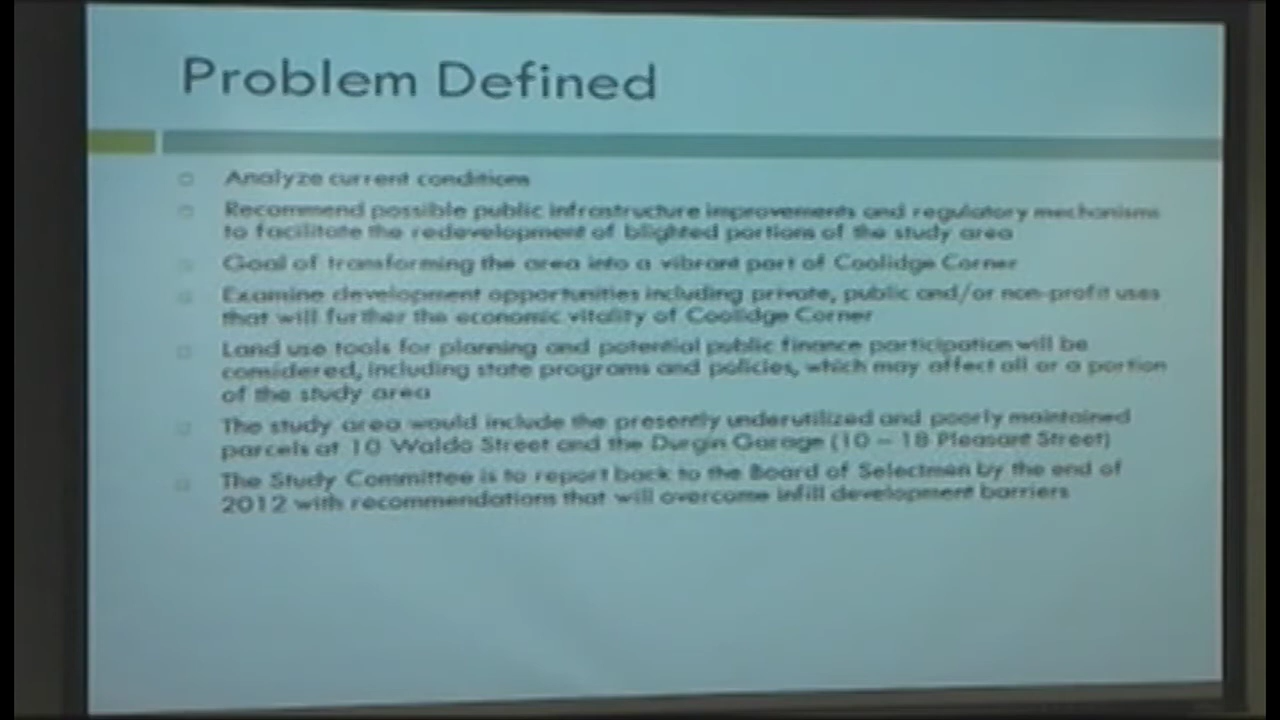 Problem Defined
Analyze current conditions
Recommend possible public infrastructure improvements and regulatory mechanisms
to facilitate the redevelopment of blighted portions of the study area
Goal of transforming the area into a vibrant part of Coolidge Corner
Examine development opportunities including private, public and/or non-profit uses
that will further the economic vitality of Coolidge Corner
Land use tools for planning and potential public finance participation will be
considered, including state programs and policies, which may affect all or a portion
of the study area
The study area would include the presently underutilized and poorly maintained
parcels at 10 Waldo Street and the Durgin Garage (10 – 18 Pleasant Street)
The Study Committee is to report back to the Board of Selectmen by the end of
2012 with recommendations that will overcome infill development barriers